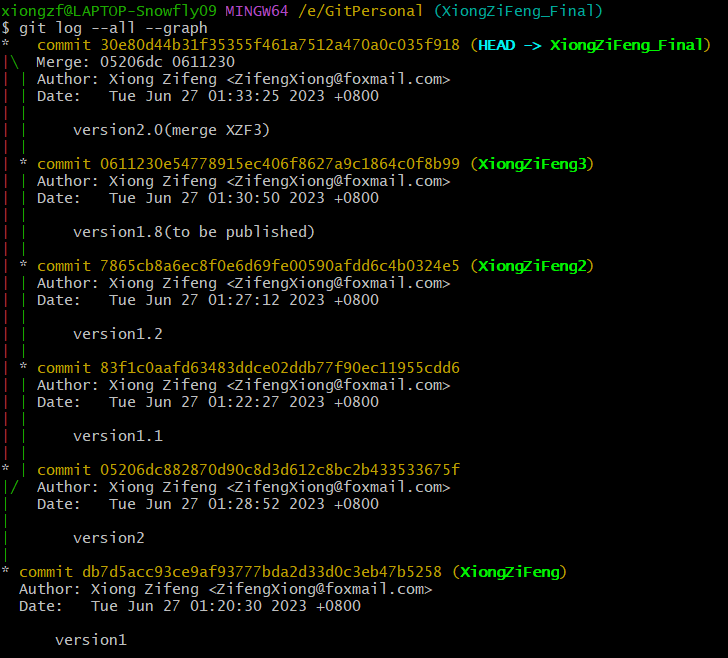 xiongzf@LAPTOP-Snowfly09 MINGW64 /e/GitPersonal (XiongZiFeng_Final)
$ git log --all --graph
*   commit 30e80d44b31f35355f461a7512a470a0c035f918 (HEAD -> XiongZiFeng_Final)
|\  Merge: 05206dc 0611230
| | Author: Xiong Zifeng <ZifengXiong@foxmail.com>
| | Date:   Tue Jun 27 01:33:25 2023 +0800
| |
| |     version2.0(merge XZF3)
| |
| * commit 0611230e54778915ec406f8627a9c1864c0f8b99 (XiongZiFeng3)
| | Author: Xiong Zifeng <ZifengXiong@foxmail.com>
| | Date:   Tue Jun 27 01:30:50 2023 +0800
| |
| |     version1.8(to be published)
| |
| * commit 7865cb8a6ec8f0e6d69fe00590afdd6c4b0324e5 (XiongZiFeng2)
| | Author: Xiong Zifeng <ZifengXiong@foxmail.com>
| | Date:   Tue Jun 27 01:27:12 2023 +0800
| |
| |     version1.2
| |
| * commit 83f1c0aafd63483ddce02ddb77f90ec11955cdd6
| | Author: Xiong Zifeng <ZifengXiong@foxmail.com>
| | Date:   Tue Jun 27 01:22:27 2023 +0800
| |
| |     version1.1
| |
* | commit 05206dc882870d90c8d3d612c8bc2b433533675f
|/  Author: Xiong Zifeng <ZifengXiong@foxmail.com>
|   Date:   Tue Jun 27 01:28:52 2023 +0800
|
|       version2
|
* commit db7d5acc93ce9af93777bda2d33d0c3eb47b5258 (XiongZiFeng)
  Author: Xiong Zifeng <ZifengXiong@foxmail.com>
  Date:   Tue Jun 27 01:20:30 2023 +0800

      version1